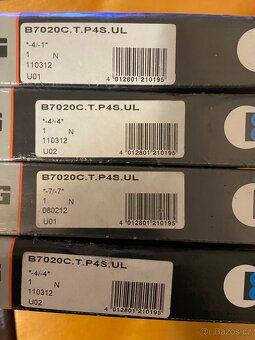 B7020C.T.P4S.UL
"-4/-1"
1 N
110312
U01
4 012801 210195
G
B7020C.T.P4S.UL
"-4/-4"
1 N
110312
U02
4 012801 210195
B7020C.T.P4S.UL
"-7/-7"
1 N
080212
U01
4 012801 210195
B7020C.T.P4S.UL
"-4/-4"
1 N
110312
U02
4 012801 210195
Bazoš.cz